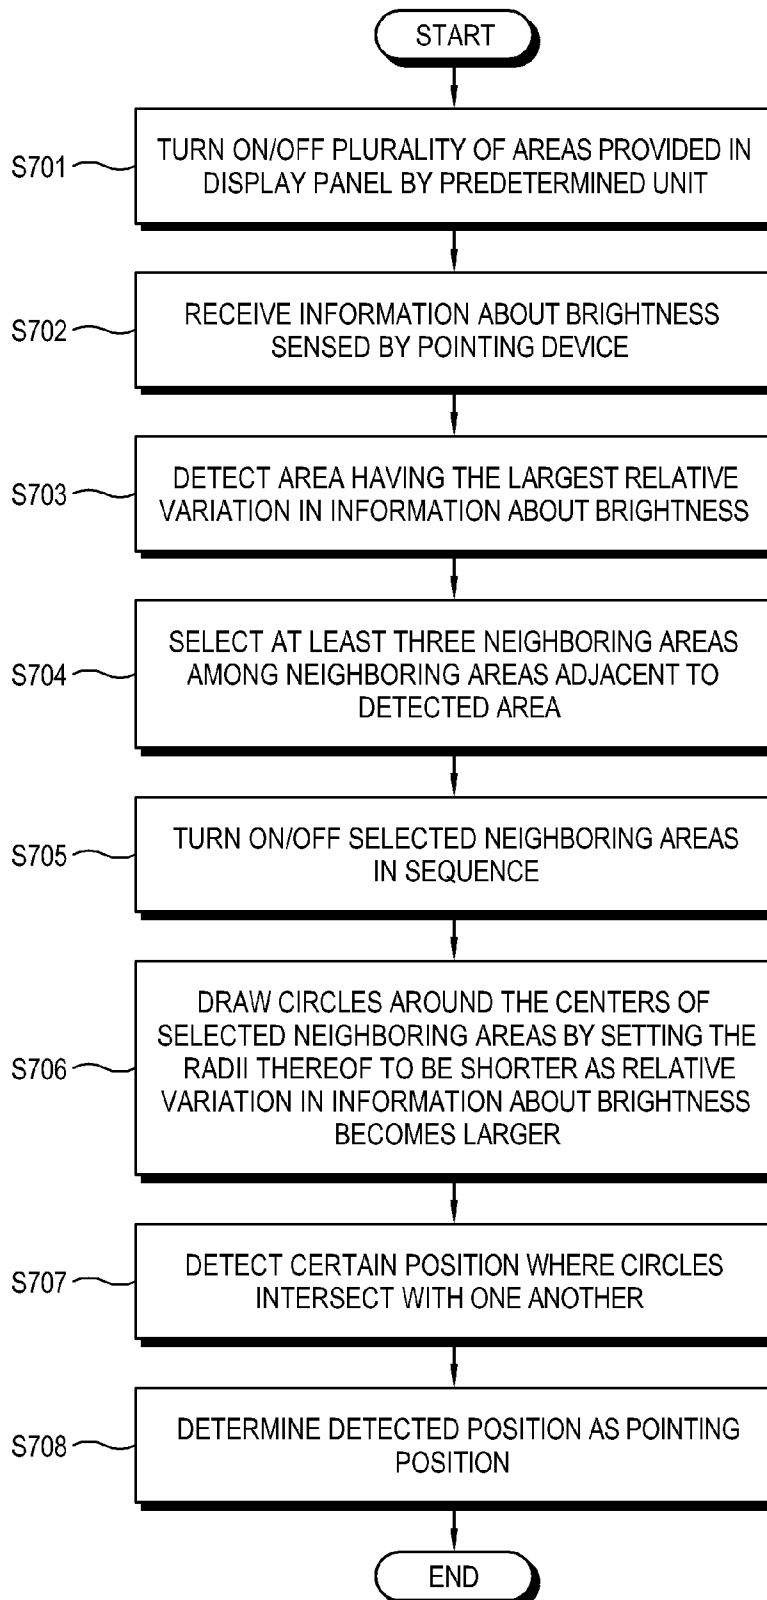 START
S701
TURN ON/OFF PLURALITY OF AREAS PROVIDED IN
DISPLAY PANEL BY PREDETERMINED UNIT
S702
RECEIVE INFORMATION ABOUT BRIGHTNESS
SENSED BY POINTING DEVICE
S703
DETECT AREA HAVING THE LARGEST RELATIVE
VARIATION IN INFORMATION ABOUT BRIGHTNESS
S704
SELECT AT LEAST THREE NEIGHBORING AREAS
AMONG NEIGHBORING AREAS ADJACENT TO
DETECTED AREA
S705
TURN ON/OFF SELECTED NEIGHBORING AREAS
IN SEQUENCE
S706
DRAW CIRCLES AROUND THE CENTERS OF
SELECTED NEIGHBORING AREAS BY SETTING THE
RADII THEREOF TO BE SHORTER AS RELATIVE
VARIATION IN INFORMATION ABOUT BRIGHTNESS
BECOMES LARGER
S707
DETECT CERTAIN POSITION WHERE CIRCLES
INTERSECT WITH ONE ANOTHER
S708
DETERMINE DETECTED POSITION AS POINTING
POSITION
END